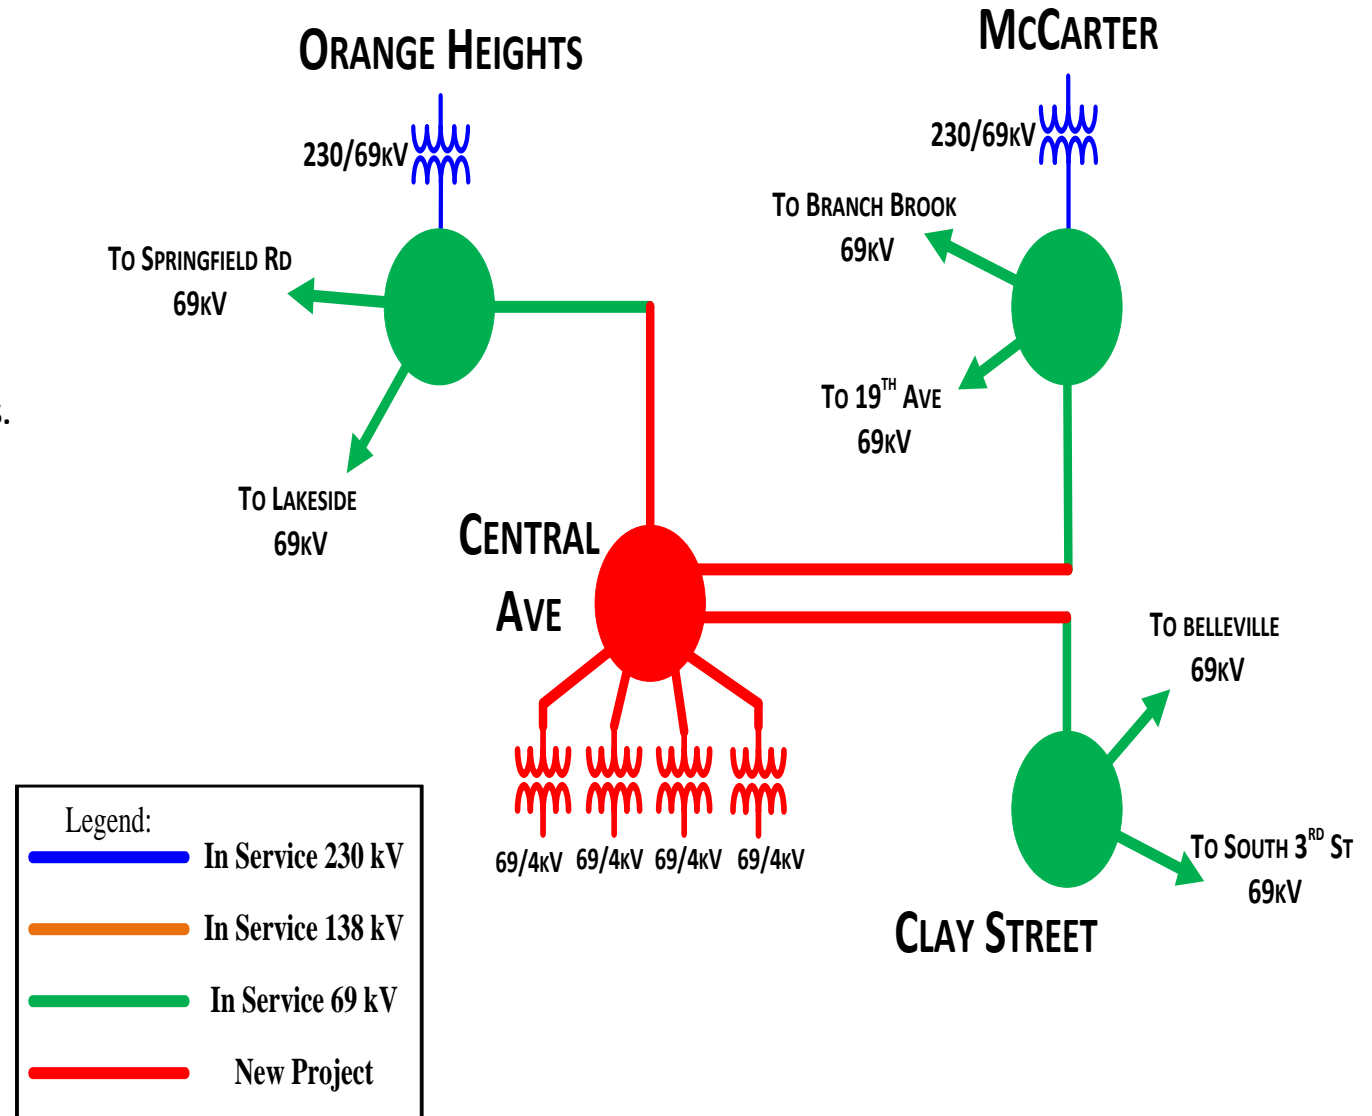 ORANGE HEIGHTS
230/69KV
TO SPRINGFIELD RD
69KV
TO LAKESIDE
69KV
MCCARTER
230/69KV
TO BRANCH BROOK
69KV
TO 19TH AVE
69KV
s.
CENTRAL
AVE
69/4KV 69/4KV 69/4KV 69/4KV
TO BELLEVILLE
69KV
TO SOUTH 3RD ST
69KV
CLAY STREET
Legend:
In Service 230 kV
In Service 138 kV
In Service 69 kV
New Project